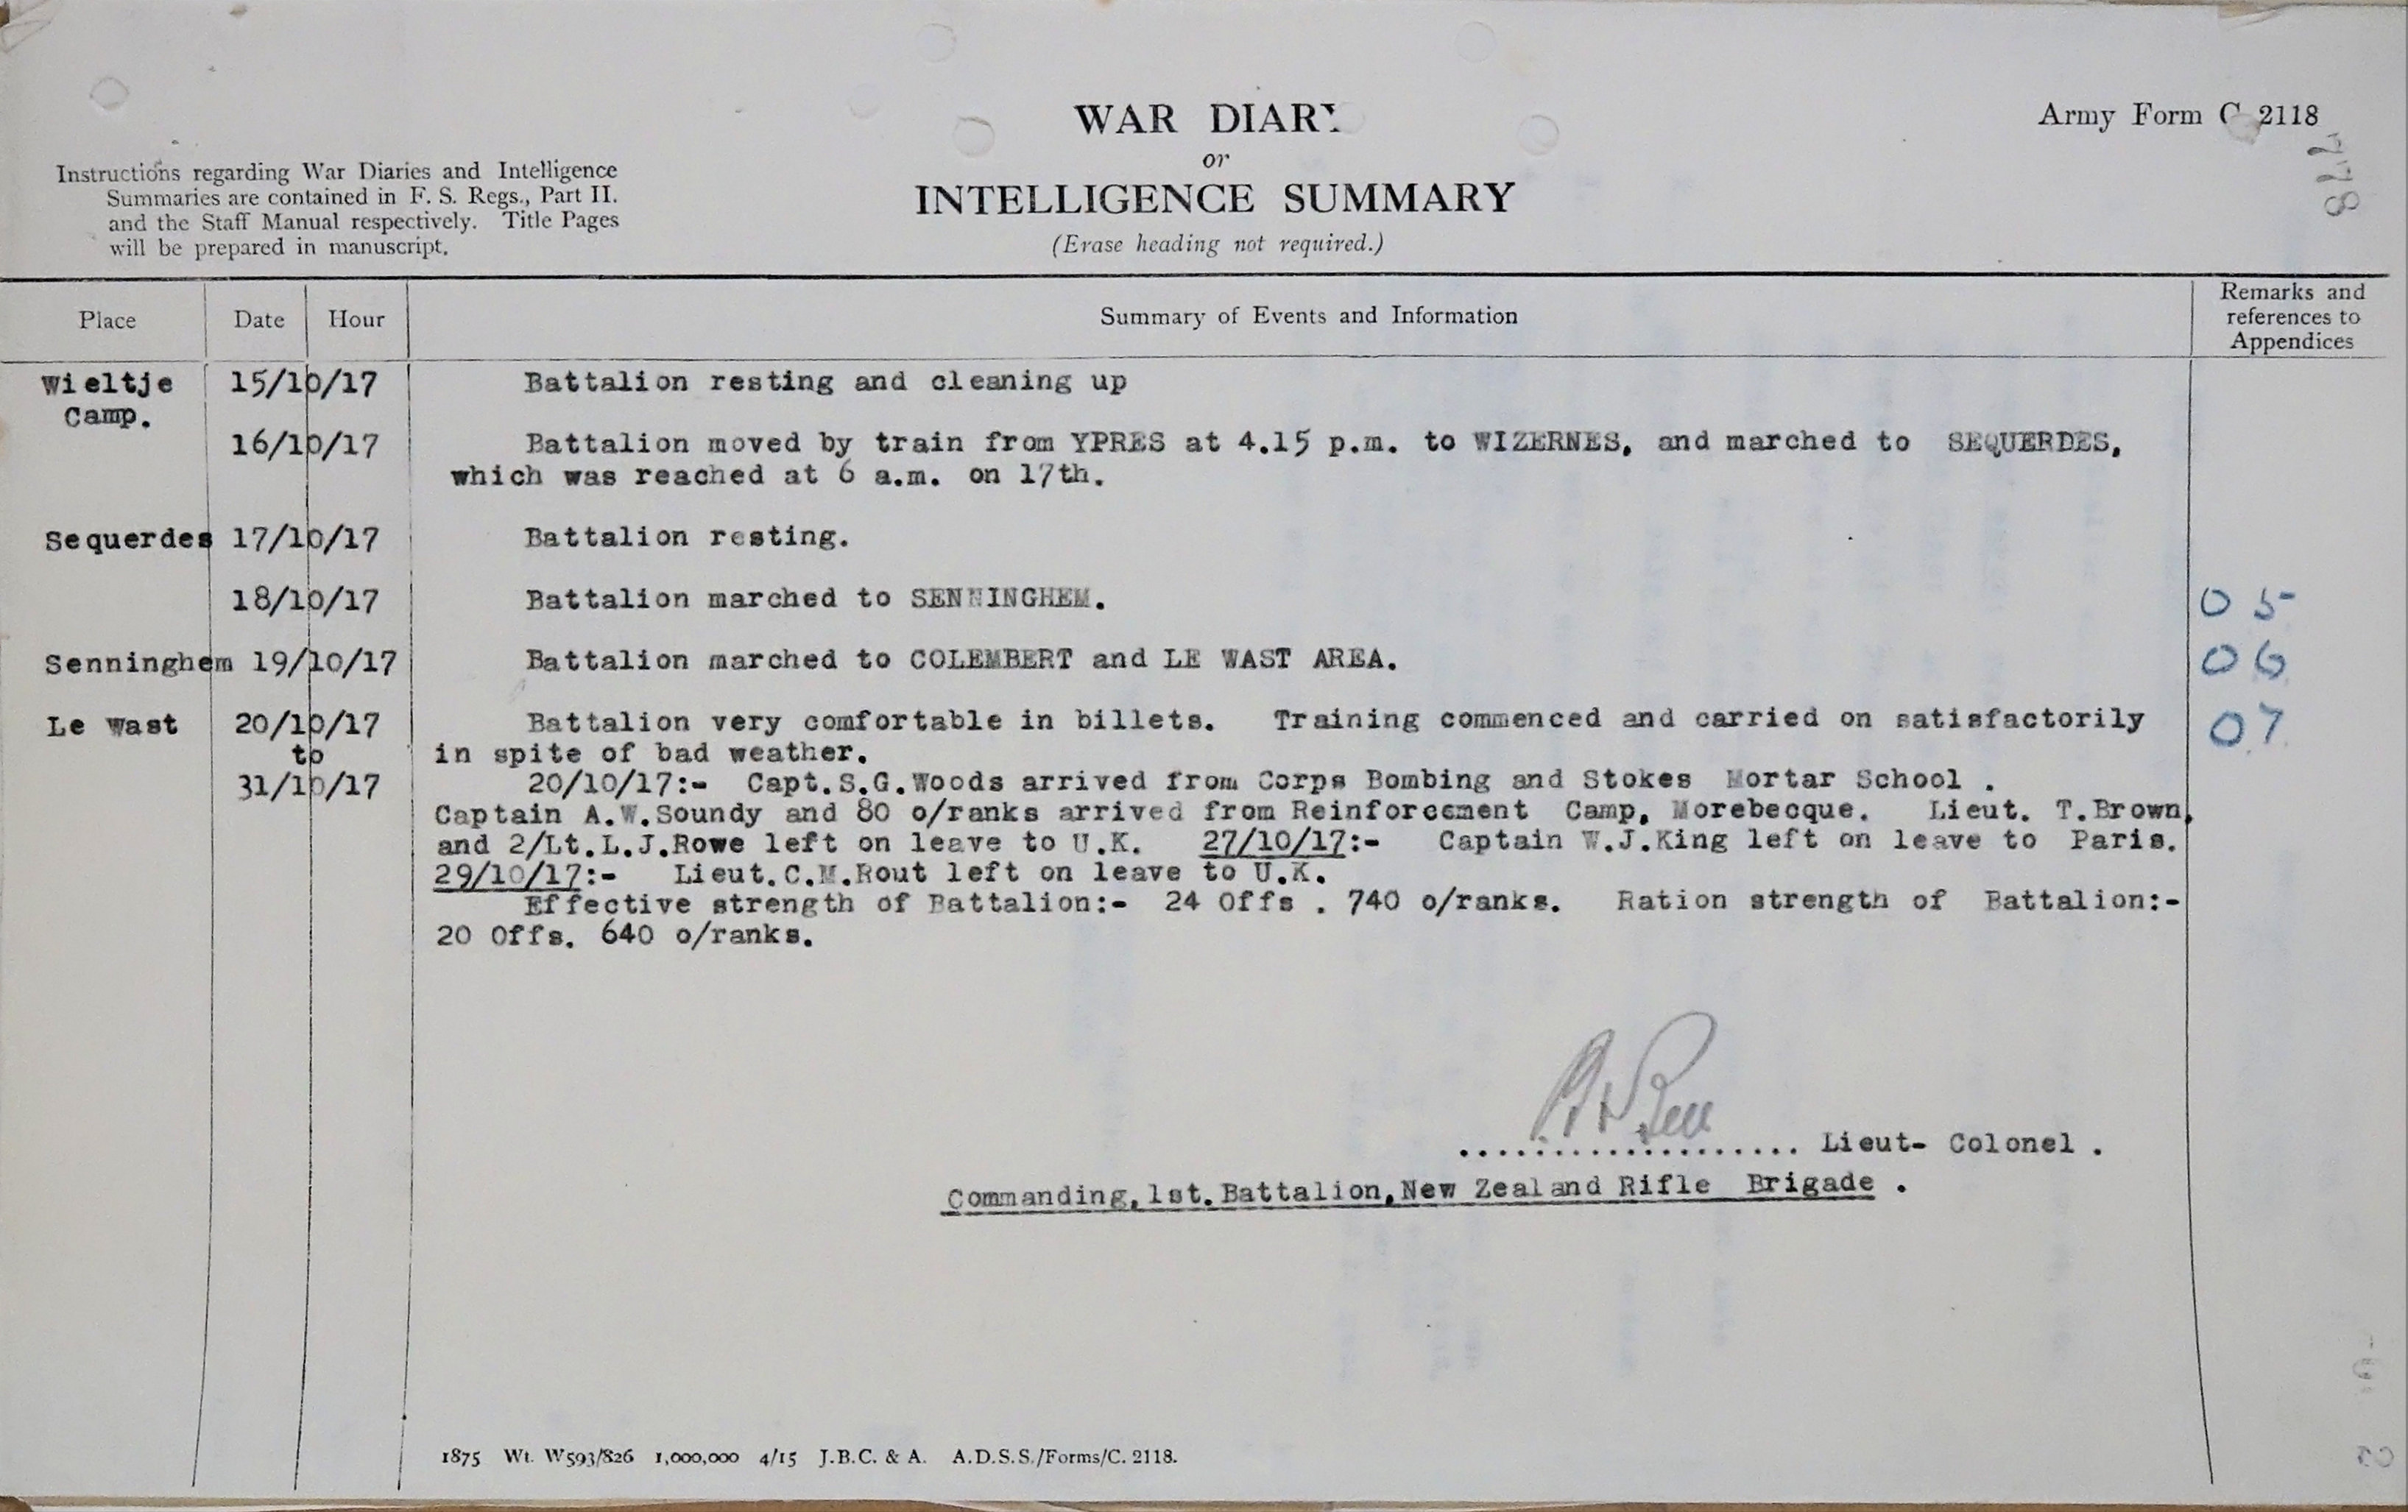 WAR DIARY
or
INTELLIGENCE SUMMARY
(Erase heading not required.)
Army Form C 2118
Instructions regarding War Diaries and Intelligence
Summaries are contained in F. S. Regs., Part II.
and the Staff Manual respectively. Title Pages
will be prepared in manuscript.
Place Date Hour Summary of Events and Information Remarks and references to Appendices
Wieltje 15/10/17 Battalion resting and cleaning up
Camp.
16/10/17 Battalion moved by train from YPRES at 4.15 p.m. to WIZERNES, and marched to SEQUERDES,
which was reached at 6 a.m. on 17th.
Sequerdes 17/10/17 Battalion resting.
18/10/17 Battalion marched to SENNINGHEM. 05
Senninghem 19/10/17 Battalion marched to COLEMBERT and LE WAST AREA. 06
Le Wast 20/10/17 Battalion very comfortable in billets. Training commenced and carried on satisfactorily 07
to in spite of bad weather.
31/10/17 20/10/17:- Capt.S.G.Woods arrived from Corps Bombing and Stokes Mortar School .
Captain A.W.Soundy and 80 o/ranks arrived from Reinforcement Camp, Morebecque. Lieut. T.Brown,
and 2/Lt.L.J.Rowe left on leave to U.K. 27/10/17:- Captain W.J.King left on leave to Paris.
29/10/17:- Lieut.C.M.Rout left on leave to U.K.
Effective strength of Battalion:- 24 Offs . 740 o/ranks. Ration strength of Battalion:-
20 Offs. 640 o/ranks.
.................... Lieut- Colonel .
Commanding,1st.Battalion,New Zealand Rifle Brigade .
1875 Wt. W593/826 1,000,000 4/15 J.B.C. & A. A.D.S.S./Forms/C. 2118.